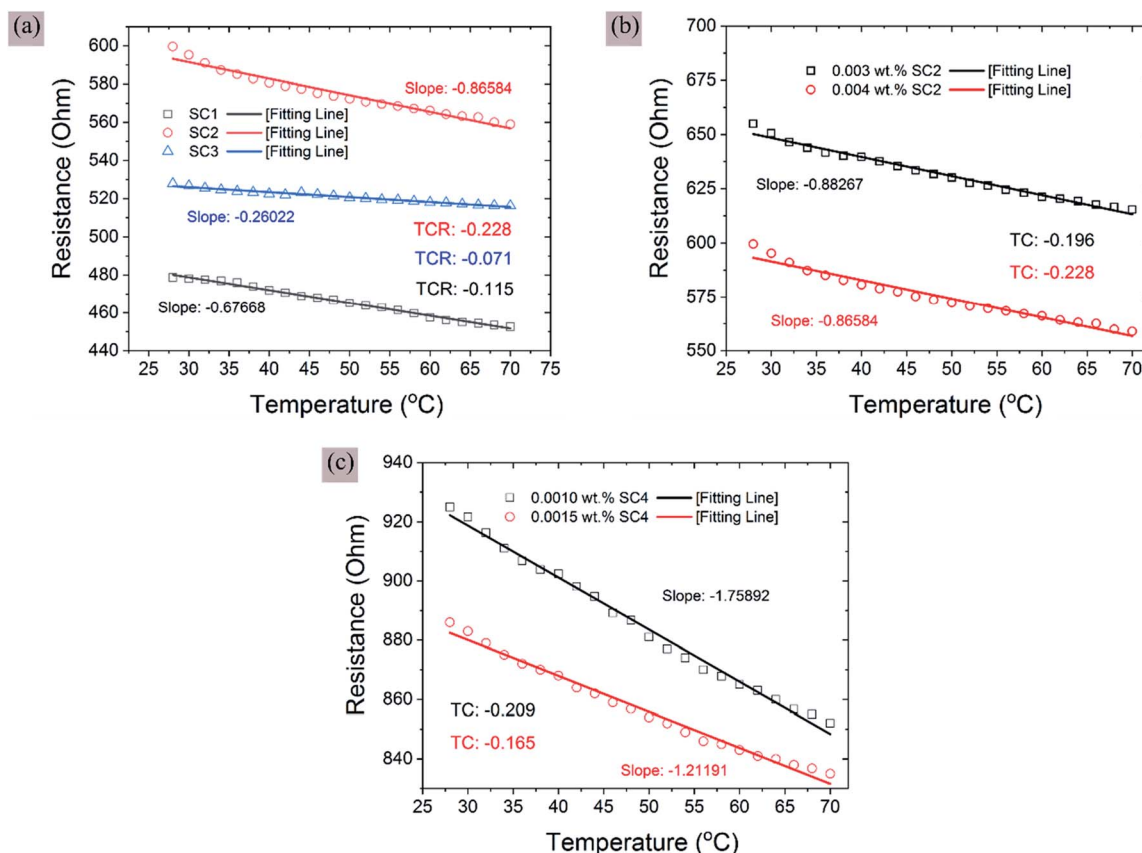 (a)
600
580
560
540
520
500
480
460
440
Resistance (Ohm)
Slope: -0.86584
SC1 [Fitting Line]
SC2 [Fitting Line]
SC3 [Fitting Line]
Slope: -0.26022
TCR: -0.228
TCR: -0.071
TCR: -0.115
Slope: -0.67668
25 30 35 40 45 50 55 60 65 70 75
Temperature (°C)
(b)
700
650
625
600
575
550
Resistance (Ohm)
0.003 wt.% SC2 [Fitting Line]
0.004 wt.% SC2 [Fitting Line]
Slope: -0.88267
TC: -0.196
TC: -0.228
Slope: -0.86584
25 30 35 40 45 50 55 60 65 70
Temperature (°C)
(c)
940
920
900
880
860
840
Resistance (Ohm)
0.0010 wt.% SC4 [Fitting Line]
0.0015 wt.% SC4 [Fitting Line]
Slope: -1.75892
TC: -0.209
TC: -0.165
Slope: -1.21191
25 30 35 40 45 50 55 60 65 70
Temperature (°C)